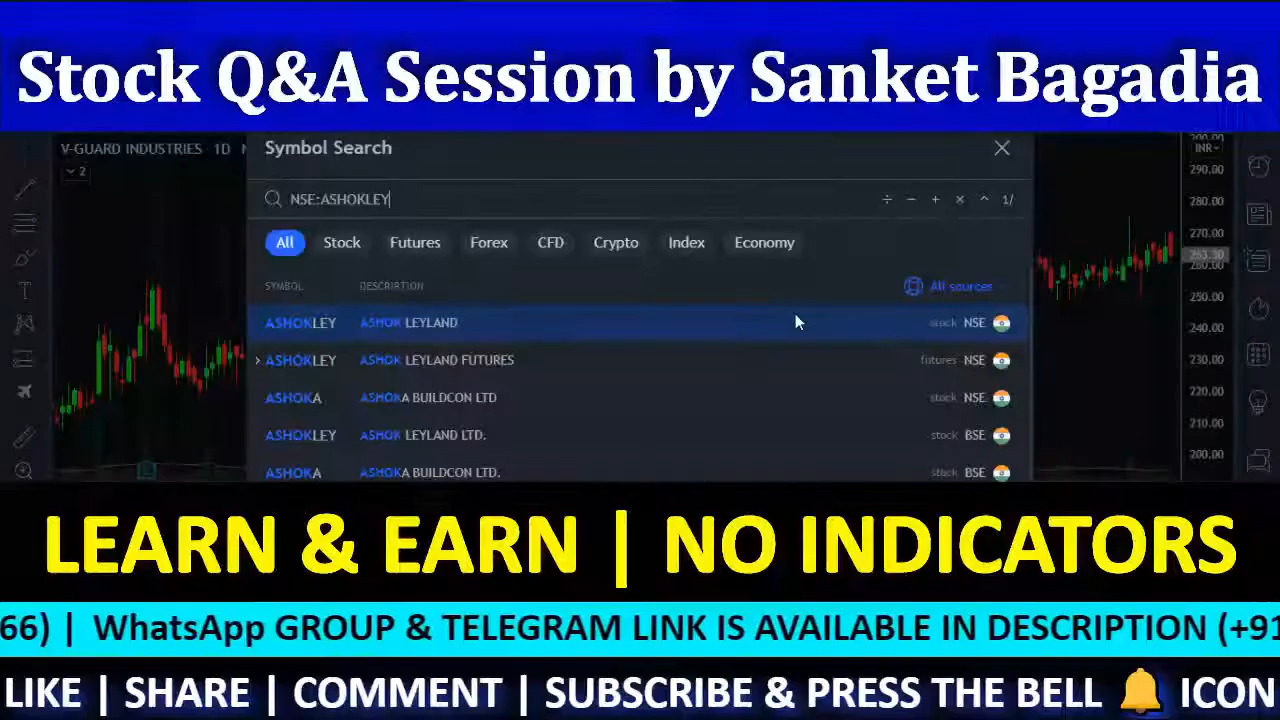 Stock Q&A Session by Sanket Bagadia
V-GUARD INDUSTRIES 1D
2
Symbol Search
NSE:ASHOKLEY
÷ − + × ^ 1/
All Stock Futures Forex CFD Crypto Index Economy
SYMBOL DESCRIPTION All sources
ASHOKLEY ASHOK LEYLAND stock NSE
ASHOKLEY ASHOK LEYLAND FUTURES futures NSE
ASHOKA ASHOKA BUILDCON LTD stock NSE
ASHOKLEY ASHOK LEYLAND LTD. stock BSE
ASHOKA ASHOKA BUILDCON LTD. stock BSE
INR
290.00
280.00
270.00
263.30
260.00
250.00
240.00
230.00
220.00
210.00
200.00
LEARN & EARN | NO INDICATORS
66) | WhatsApp GROUP & TELEGRAM LINK IS AVAILABLE IN DESCRIPTION (+91
LIKE | SHARE | COMMENT | SUBSCRIBE & PRESS THE BELL 🔔 ICON